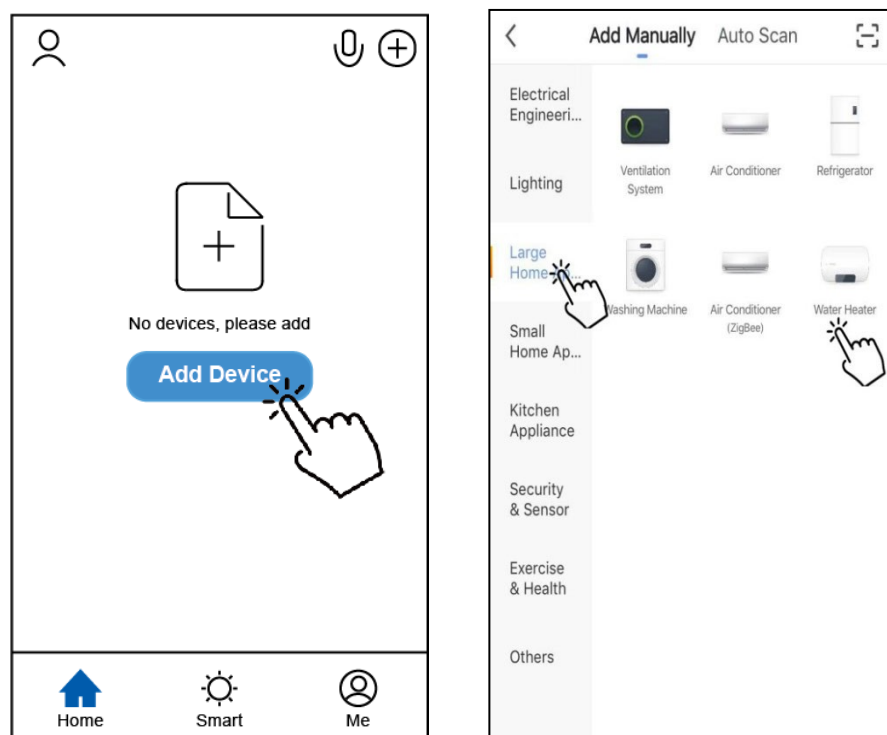 No devices, please add
Add Device
Home
Smart
Me
Add Manually
Auto Scan
Electrical
Engineeri...
Lighting
Large
Home
Small
Home Ap...
Kitchen
Appliance
Security
& Sensor
Exercise
& Health
Others
Ventilation
System
Air Conditioner
Refrigerator
Washing Machine
Air Conditioner
(ZigBee)
Water Heater